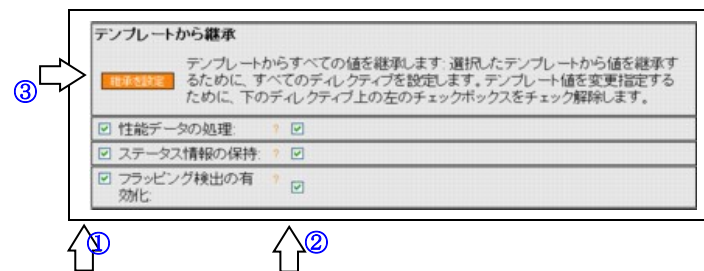 テンプレートから継承
継承を設定
テンプレートからすべての値を継承します: 選択したテンプレートから値を継承す
るために、すべてのディレクティブを設定します。テンプレート値を変更指定する
ために、下のディレクティブ上の左のチェックボックスをチェック解除します。
③
性能データの処理: ?
ステータス情報の保持: ?
フラッピング検出の有 ?
効化:
① ②